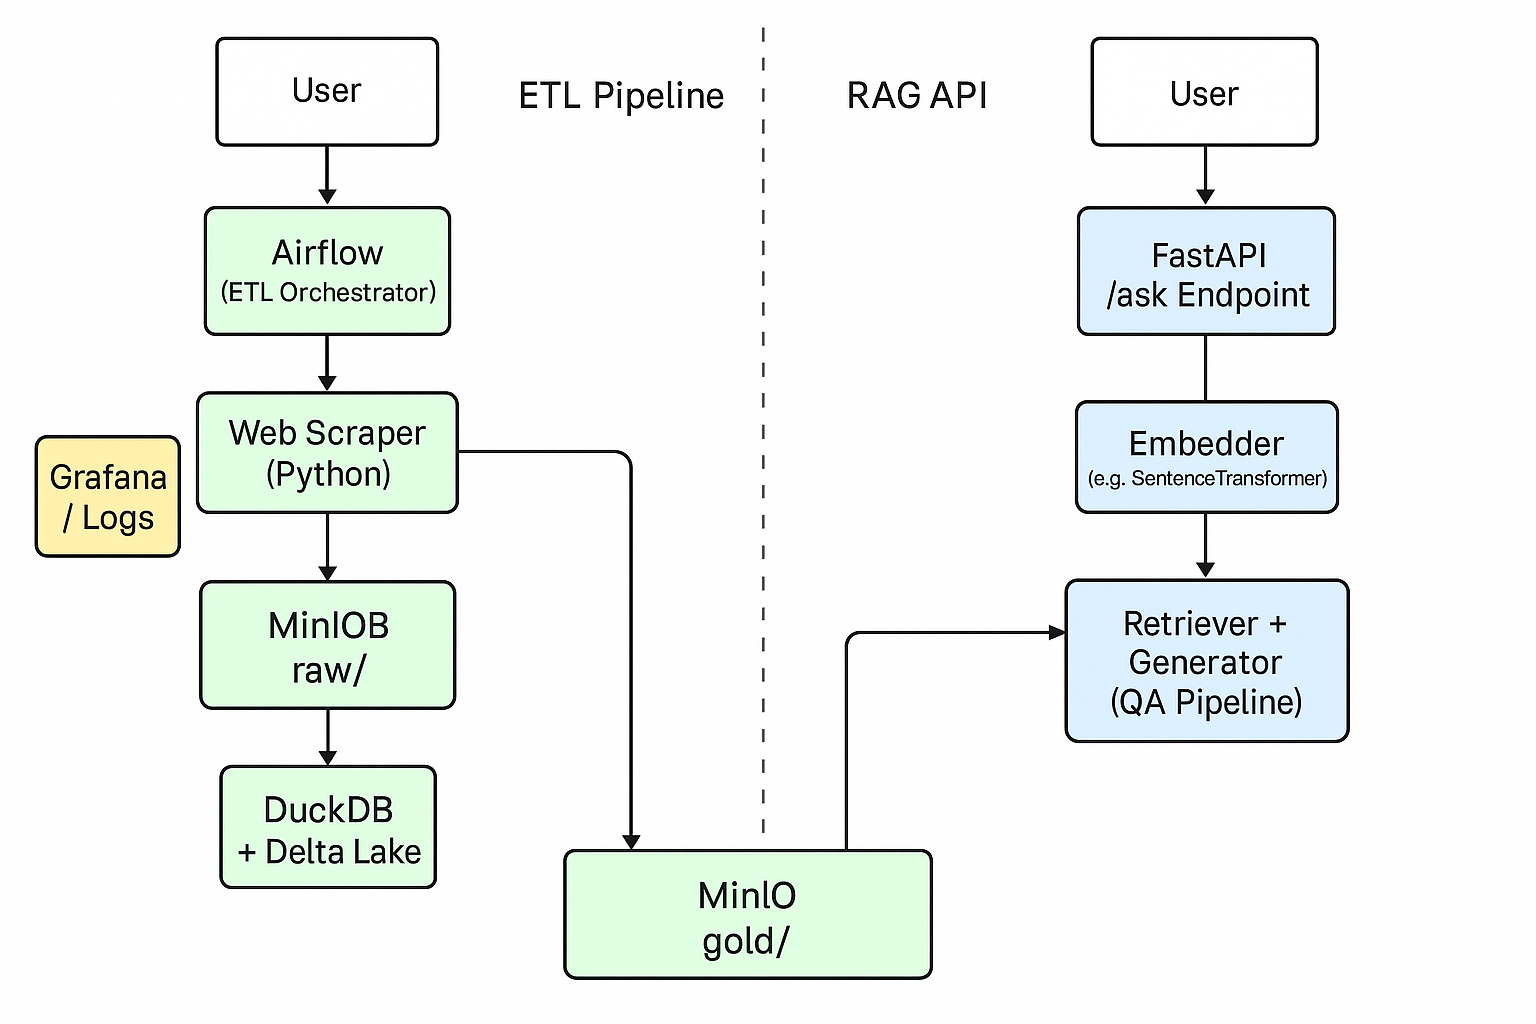 User
ETL Pipeline
RAG API
User
Airflow
(ETL Orchestrator)
FastAPI
/ask Endpoint
Web Scraper
(Python)
Grafana
/ Logs
Embedder
(e.g. SentenceTransformer)
MinIOB
raw/
Retriever +
Generator
(QA Pipeline)
DuckDB
+ Delta Lake
MinIO
gold/